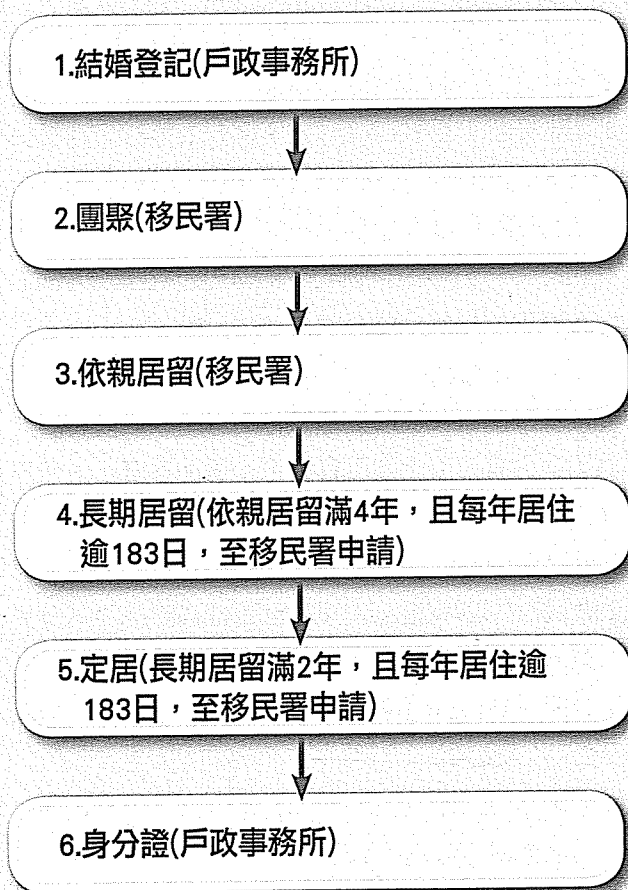 1.結婚登記(戶政事務所)
2.團聚(移民署)
3.依親居留(移民署)
4.長期居留(依親居留滿4年，且每年居住
逾183日，至移民署申請)
5.定居(長期居留滿2年，且每年居住逾
183日，至移民署申請)
6.身分證(戶政事務所)